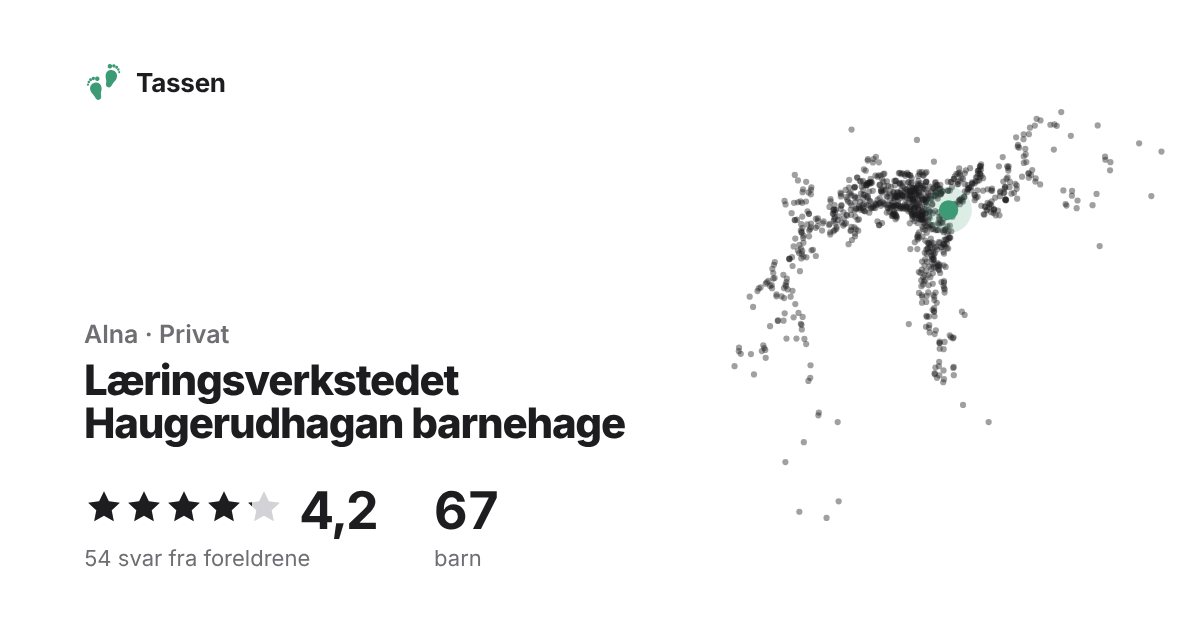 Tassen
Alna · Privat
Læringsverkstedet
Haugerudhagan barnehage
4,2
54 svar fra foreldrene
67
barn